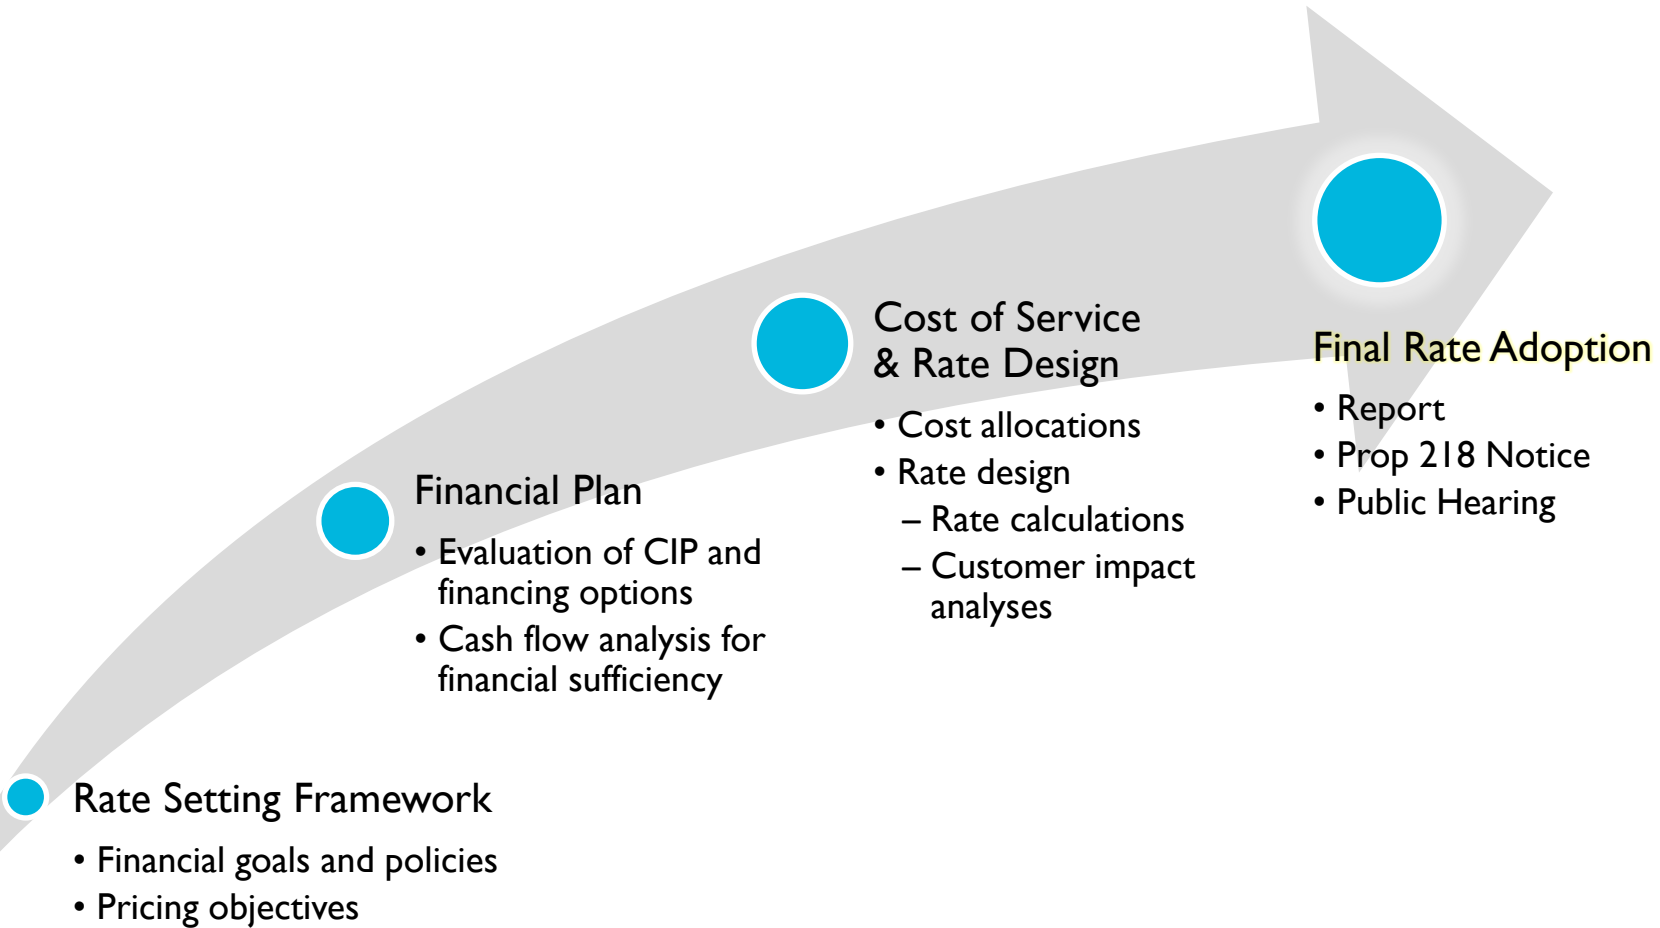 Cost of Service
& Rate Design
• Cost allocations
• Rate design
– Rate calculations
– Customer impact
analyses
Final Rate Adoption
• Report
• Prop 218 Notice
• Public Hearing
Financial Plan
• Evaluation of CIP and
financing options
• Cash flow analysis for
financial sufficiency
Rate Setting Framework
• Financial goals and policies
• Pricing objectives